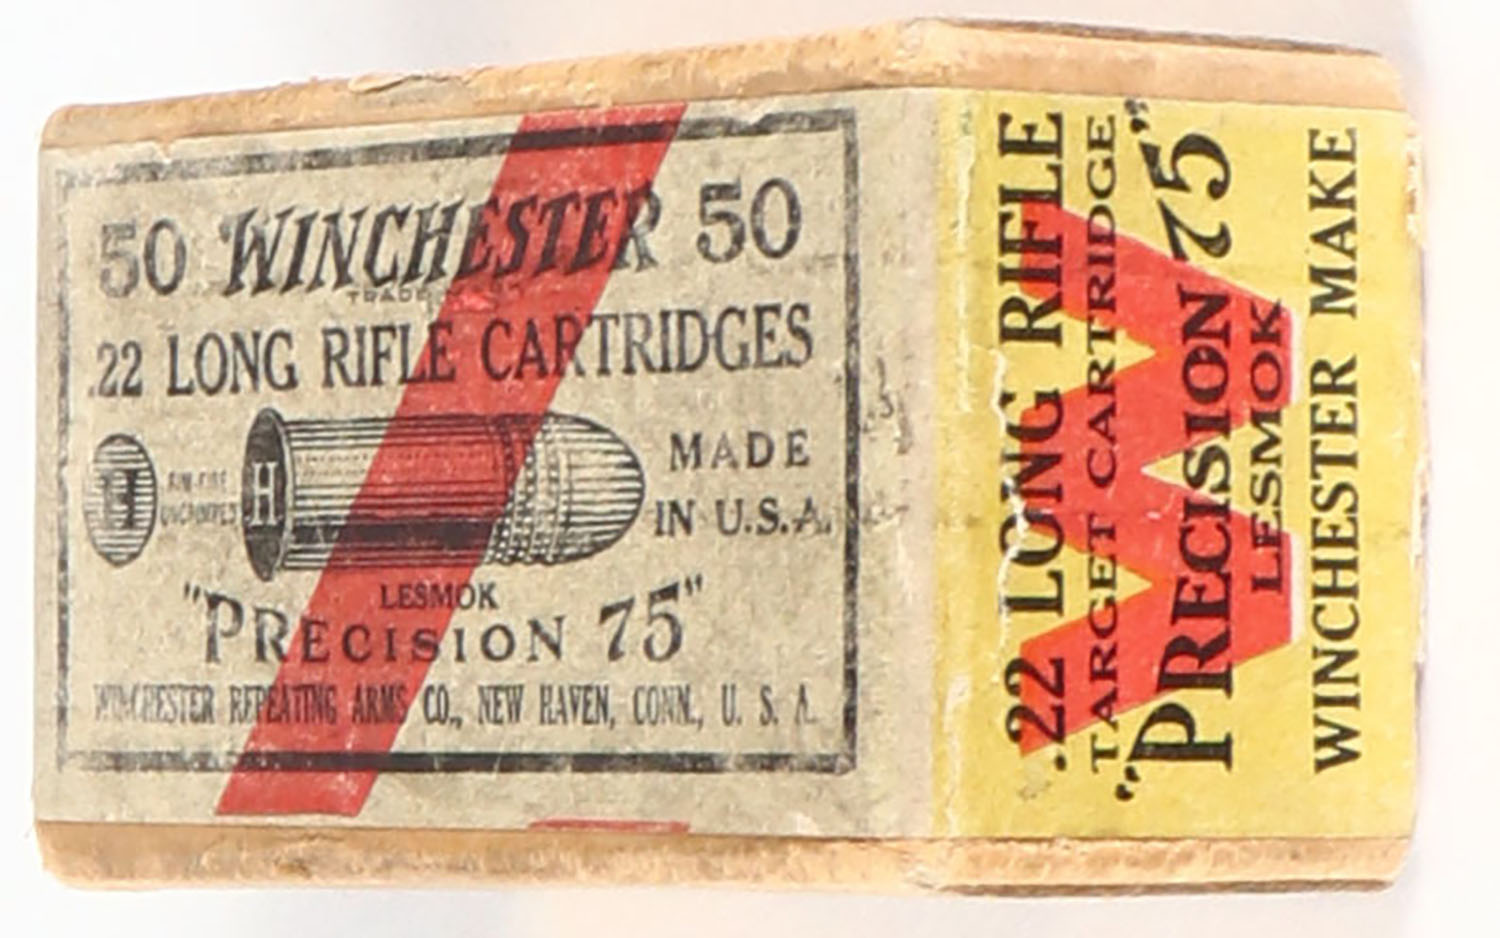 50 WINCHESTER 50
TRADE
.22 LONG RIFLE CARTRIDGES
H
H
MADE
IN U.S.A.
LESMOK
"PRECISION 75"
WINCHESTER REPEATING ARMS CO., NEW HAVEN, CONN., U. S. A.
.22 LONG RIFLE
TARGET CARTRIDGE
"PRECISION 75"
LESMOK
WINCHESTER MAKE
W